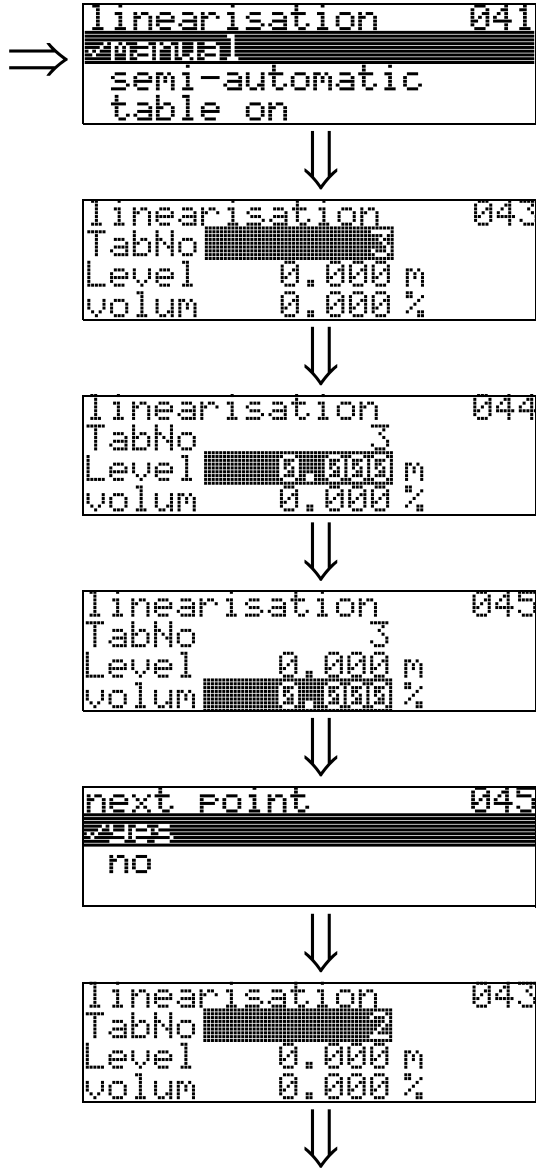 linearisation 041
✓manual
semi-automatic
table on
linearisation 043
TabNo 3
Level 0.000 m
volum 0.000 %
linearisation 044
TabNo 3
Level 0.000 m
volum 0.000 %
linearisation 045
TabNo 3
Level 0.000 m
volum 0.000 %
next point 045
✓yes
no
linearisation 043
TabNo 2
Level 0.000 m
volum 0.000 %